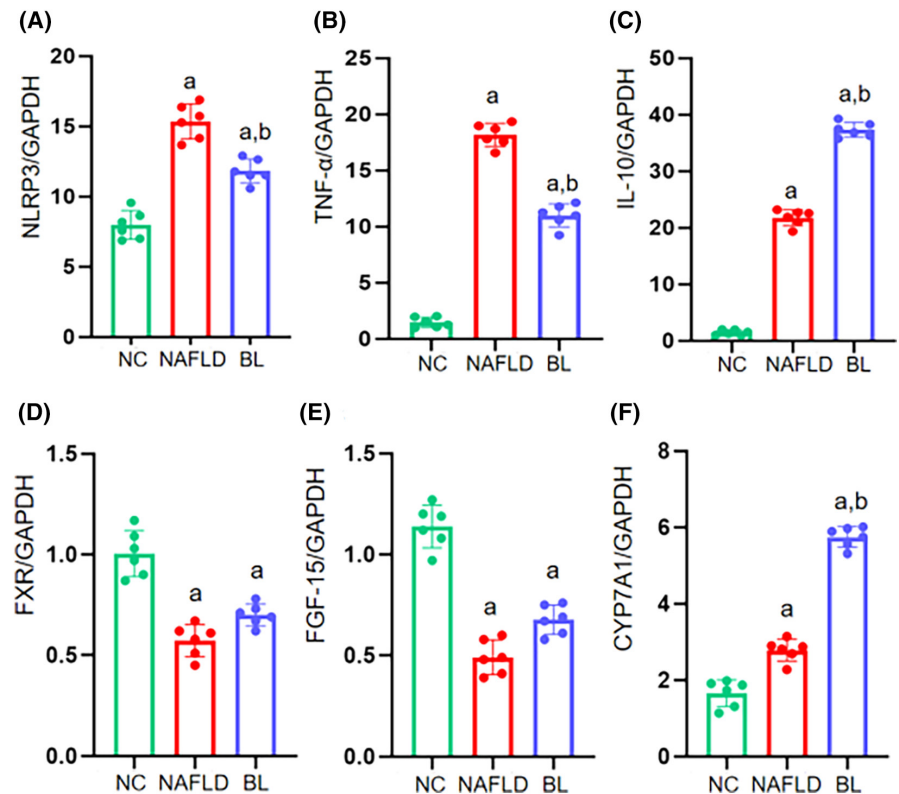 (A)
NLRP3/GAPDH
20
15
10
5
0
a
a,b
NC NAFLD BL
(B)
TNF-α/GAPDH
25
20
15
10
5
0
a
a,b
NC NAFLD BL
(C)
IL-10/GAPDH
50
40
30
20
10
0
a
a,b
NC NAFLD BL
(D)
FXR/GAPDH
1.5
1.0
0.5
0.0
a
a
NC NAFLD BL
(E)
FGF-15/GAPDH
1.5
1.0
0.5
0.0
a
a
NC NAFLD BL
(F)
CYP7A1/GAPDH
8
6
4
2
0
a
a,b
NC NAFLD BL